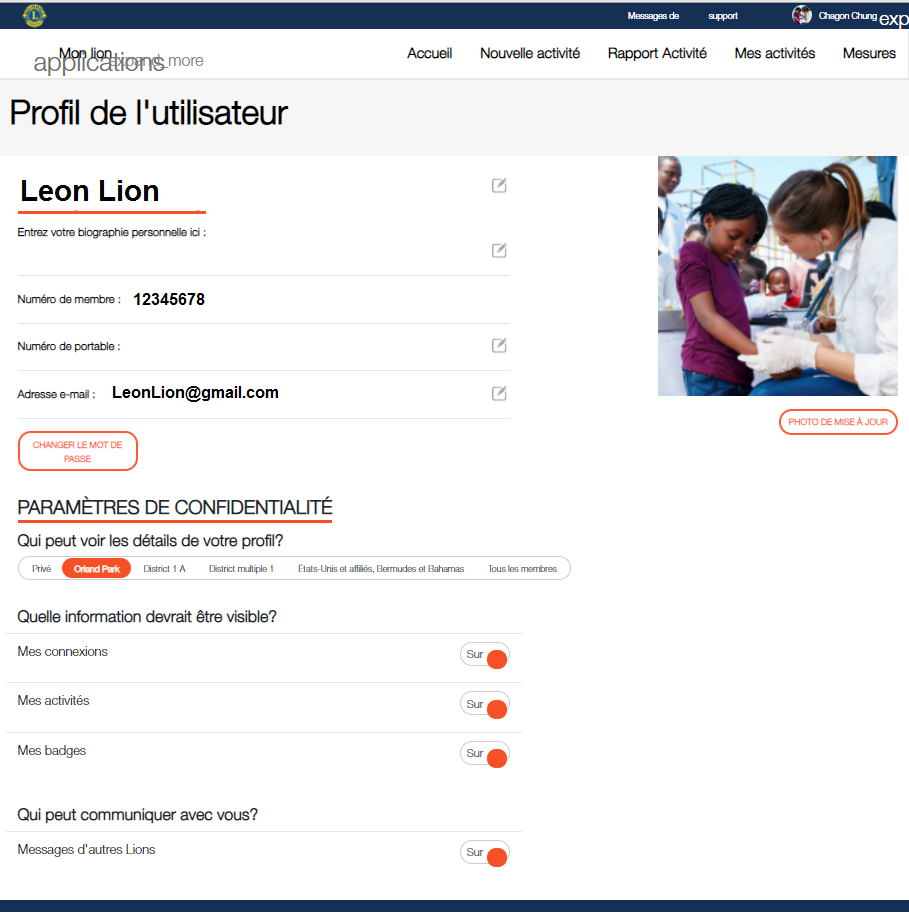 Messages de support Chagon Chung exp
Mon lion
applications expand_more
Accueil Nouvelle activité Rapport Activité Mes activités Mesures
Profil de l'utilisateur
Leon Lion
Entrez votre biographie personnelle ici :
Numéro de membre : 12345678
Numéro de portable :
Adresse e-mail : LeonLion@gmail.com
PHOTO DE MISE À JOUR
CHANGER LE MOT DE
PASSE
PARAMÈTRES DE CONFIDENTIALITÉ
Qui peut voir les détails de votre profil?
Privé Orland Park District 1 A District multiple 1 États-Unis et affiliés, Bermudes et Bahamas Tous les membres
Quelle information devrait être visible?
Mes connexions Sur
Mes activités Sur
Mes badges Sur
Qui peut communiquer avec vous?
Messages d'autres Lions Sur